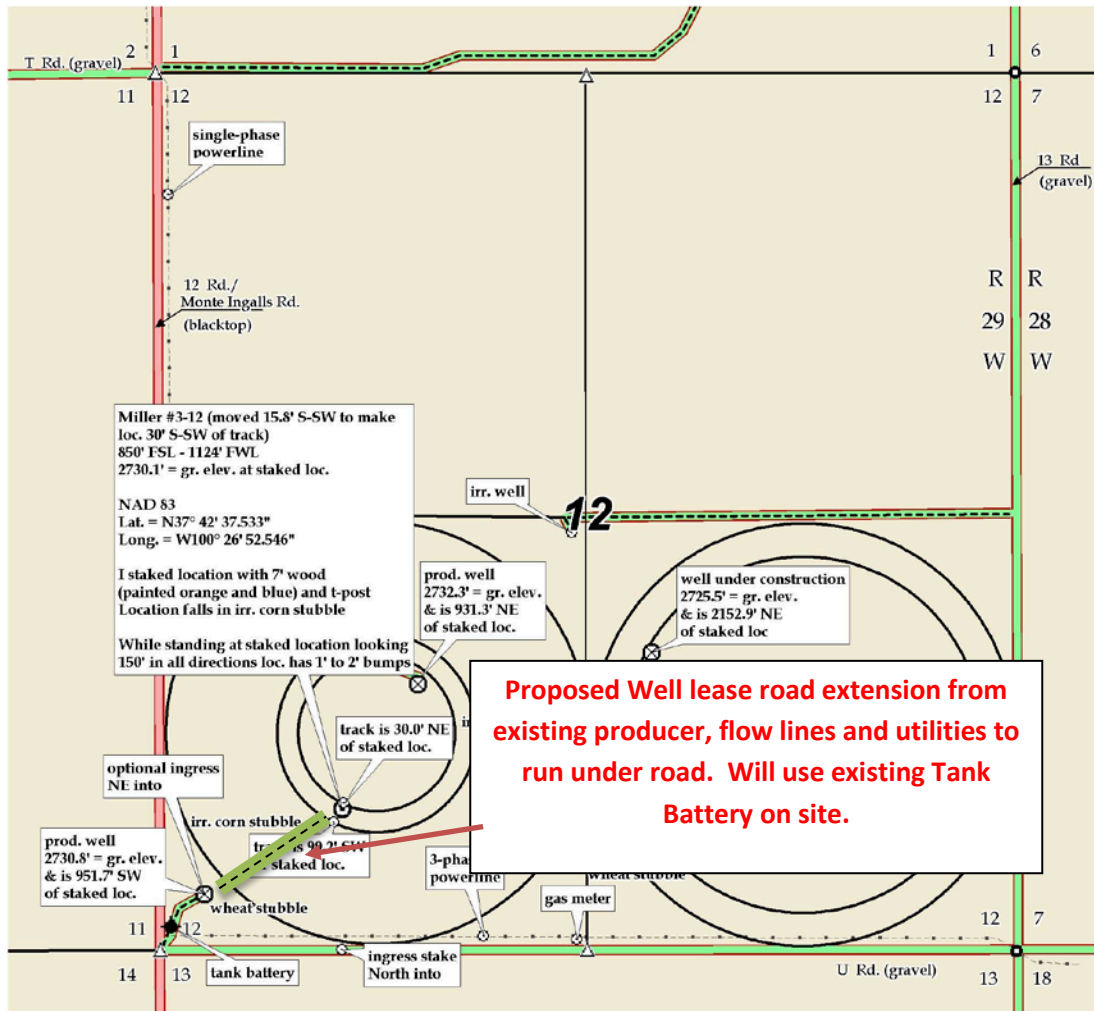 2 1
1 6
T Rd. (gravel)
11 12
12 7
single-phase
powerline
13 Rd
(gravel)
12 Rd./
Monte Ingalls Rd.
(blacktop)
R R
29 28
W W
Miller #3-12 (moved 15.8' S-SW to make
loc. 30' S-SW of track)
850' FSL - 1124' FWL
2730.1' = gr. elev. at staked loc.
NAD 83
Lat. = N37° 42' 37.533"
Long. = W100° 26' 52.546"
I staked location with 7' wood
(painted orange and blue) and t-post
Location falls in irr. corn stubble
While standing at staked location looking
150' in all directions loc. has 1' to 2' bumps
irr. well
12
prod. well
2732.3' = gr. elev.
& is 931.3' NE
of staked loc.
well under construction
2725.5' = gr. elev.
& is 2152.9' NE
of staked loc
Proposed Well lease road extension from
existing producer, flow lines and utilities to
run under road. Will use existing Tank
Battery on site.
track is 30.0' NE
of staked loc.
optional ingress
NE into
irr. corn stubble
is 99.2' SW
staked loc.
prod. well
2730.8' = gr. elev.
& is 951.7' SW
of staked loc.
powerline
wheat stubble
wheat stubble
gas meter
11 12
12 7
tank battery
ingress stake
North into
14 13
U Rd. (gravel)
13 18